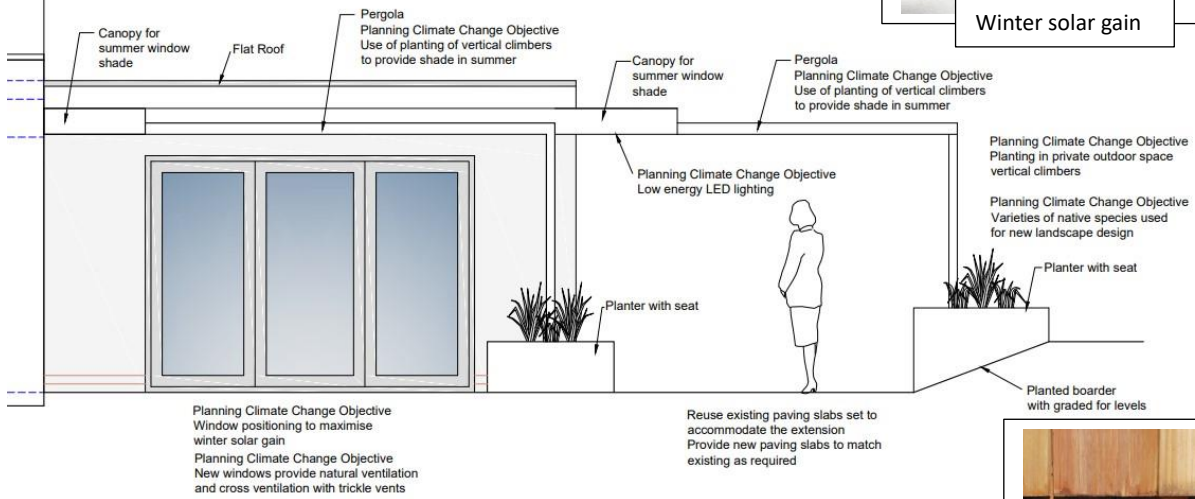 Winter solar gain
Canopy for
summer window
shade
Flat Roof
Pergola
Planning Climate Change Objective
Use of planting of vertical climbers
to provide shade in summer
Canopy for
summer window
shade
Pergola
Planning Climate Change Objective
Use of planting of vertical climbers
to provide shade in summer
Planning Climate Change Objective
Low energy LED lighting
Planning Climate Change Objective
Planting in private outdoor space
vertical climbers
Planning Climate Change Objective
Varieties of native species used
for new landscape design
Planter with seat
Planter with seat
Planted boarder
with graded for levels
Planning Climate Change Objective
Window positioning to maximise
winter solar gain
Planning Climate Change Objective
New windows provide natural ventilation
and cross ventilation with trickle vents
Reuse existing paving slabs set to
accommodate the extension
Provide new paving slabs to match
existing as required